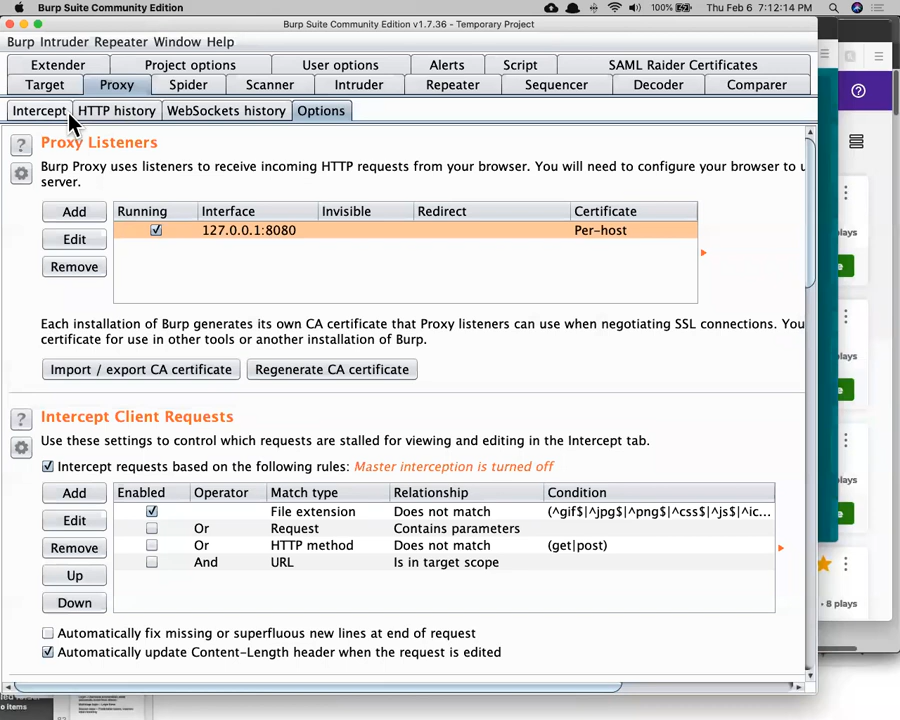 Burp Suite Community Edition
100%
Thu Feb 6 7:12:14 PM
Burp Suite Community Edition v1.7.36 - Temporary Project
Burp Intruder Repeater Window Help
Extender Project options User options Alerts Script SAML Raider Certificates
Target Proxy Spider Scanner Intruder Repeater Sequencer Decoder Comparer
Intercept HTTP history WebSockets history Options
? Proxy Listeners
Burp Proxy uses listeners to receive incoming HTTP requests from your browser. You will need to configure your browser to u
server.
Add Running Interface Invisible Redirect Certificate
127.0.0.1:8080 Per-host
Edit
Remove
Each installation of Burp generates its own CA certificate that Proxy listeners can use when negotiating SSL connections. You
certificate for use in other tools or another installation of Burp.
Import / export CA certificate Regenerate CA certificate
? Intercept Client Requests
Use these settings to control which requests are stalled for viewing and editing in the Intercept tab.
Intercept requests based on the following rules: Master interception is turned off
Add Enabled Operator Match type Relationship Condition
File extension Does not match (^gif$|^jpg$|^png$|^css$|^js$|^ic...
Edit Or Request Contains parameters
Remove Or HTTP method Does not match (get|post)
And URL Is in target scope
Up
Down
Automatically fix missing or superfluous new lines at end of request
Automatically update Content-Length header when the request is edited
?
plays
plays
plays
· 8 plays
o items